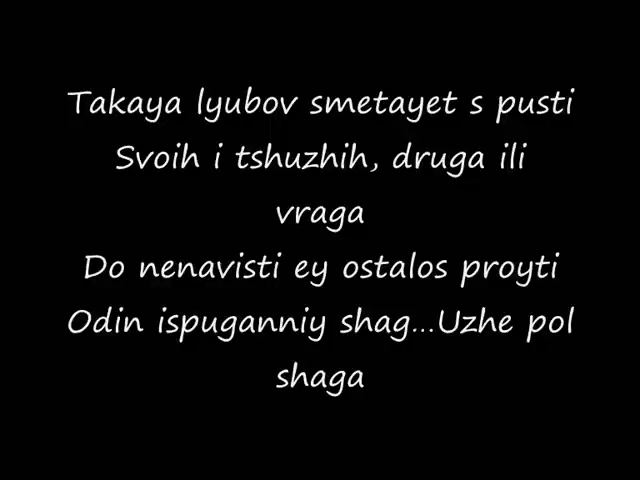 Takaya lyubov smetayet s pusti
Svoih i tshuzhih, druga ili
vraga
Do nenavisti ey ostalos proyti
Odin ispuganniy shag...Uzhe pol
shaga